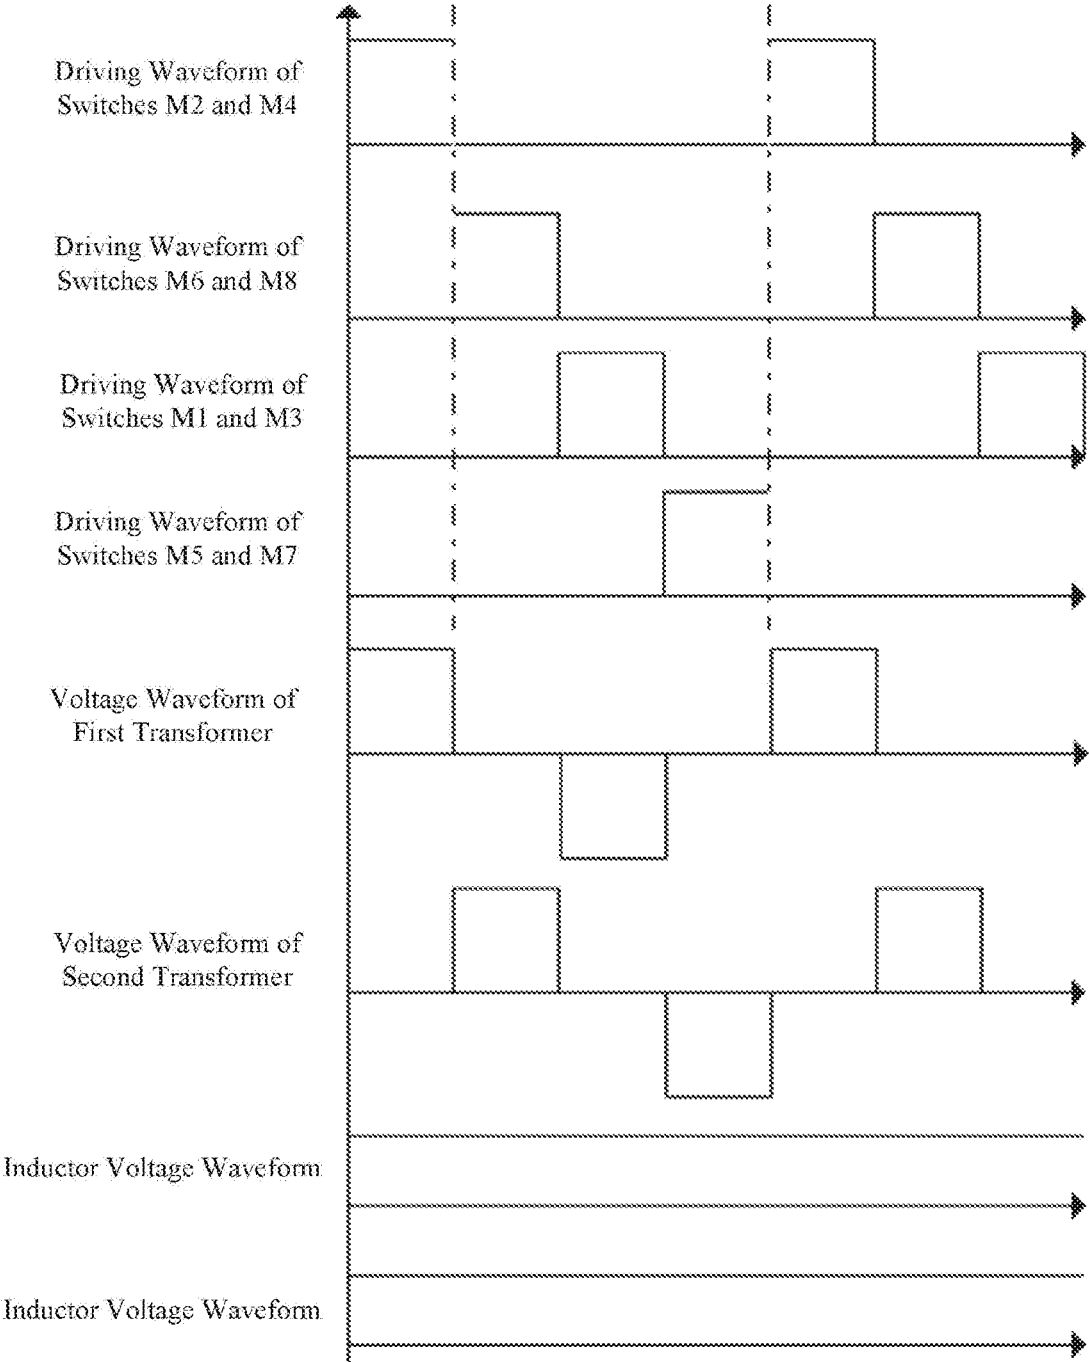 Driving Waveform of
Switches M2 and M4
Driving Waveform of
Switches M6 and M8
Driving Waveform of
Switches M1 and M3
Driving Waveform of
Switches M5 and M7
Voltage Waveform of
First Transformer
Voltage Waveform of
Second Transformer
Inductor Voltage Waveform
Inductor Voltage Waveform